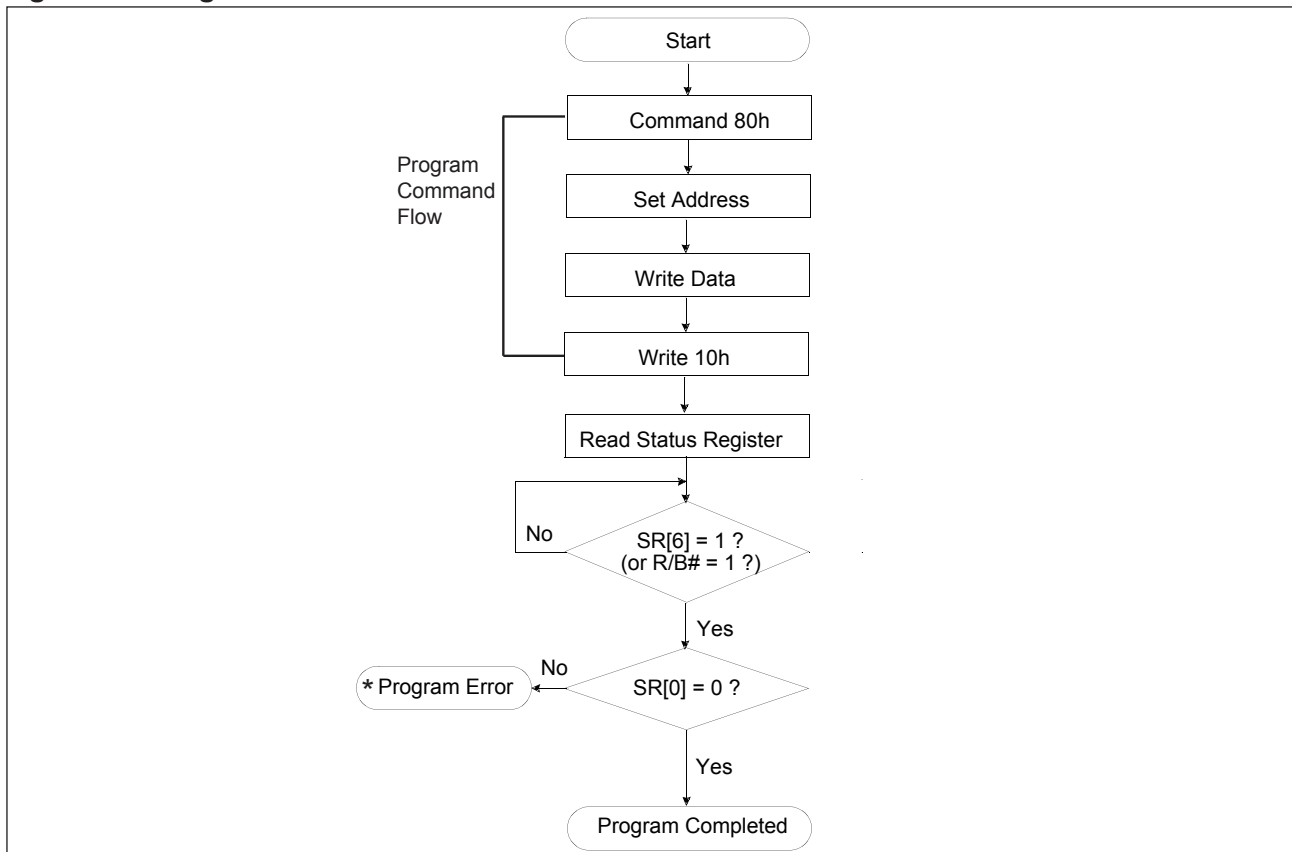 Start
Command 80h
Program
Command
Flow
Set Address
Write Data
Write 10h
Read Status Register
No
SR[6] = 1 ?
(or R/B# = 1 ?)
Yes
No
* Program Error
SR[0] = 0 ?
Yes
Program Completed